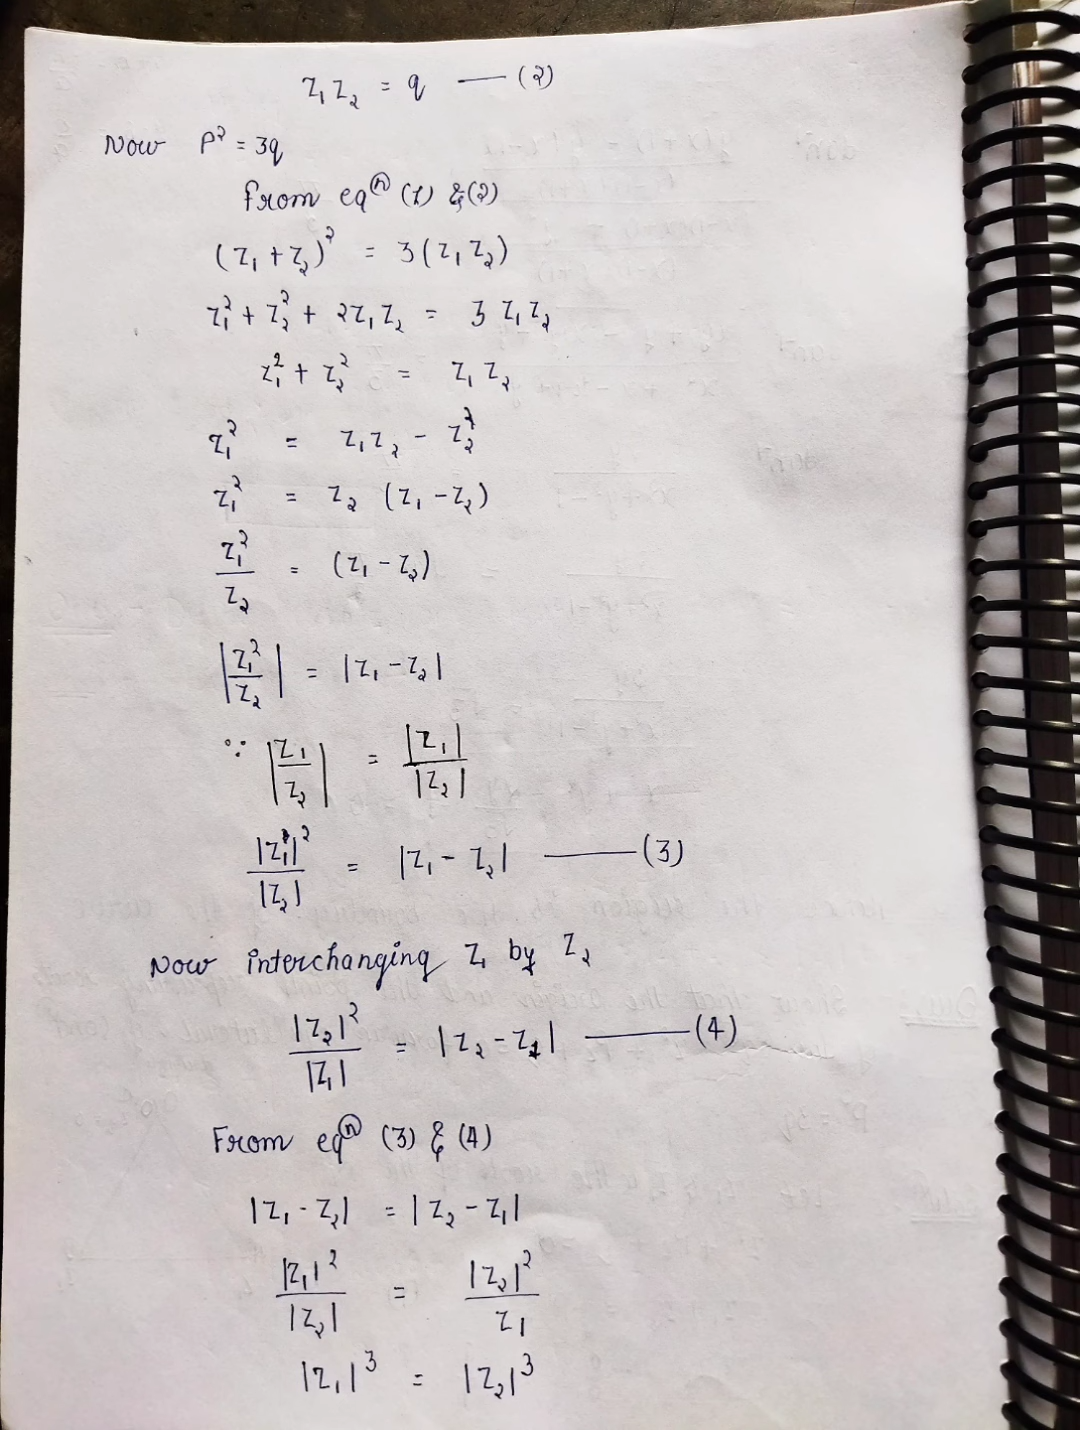 z₁z₂ = q —— (2)
Now P² = 3q
from eqⓝ (1) & (2)
(z₁ + z₂)² = 3(z₁z₂)
z₁² + z₂² + 2z₁z₂ = 3z₁z₂
z₁² + z₂² = z₁z₂
z₁² = z₁z₂ - z₂²
z₁² = z₂ (z₁ - z₂)
z₁²/z₂ = (z₁ - z₂)
|z₁²/z₂| = |z₁ - z₂|
∵ |z₁/z₂| = |z₁|/|z₂|
|z₁|²/|z₂| = |z₁ - z₂| —— (3)
Now interchanging z₁ by z₂
|z₂|²/|z₁| = |z₂ - z₁| —— (4)
From eqⓝ (3) & (4)
|z₁ - z₂| = |z₂ - z₁|
|z₁|²/|z₂| = |z₂|²/z₁
|z₁|³ = |z₂|³